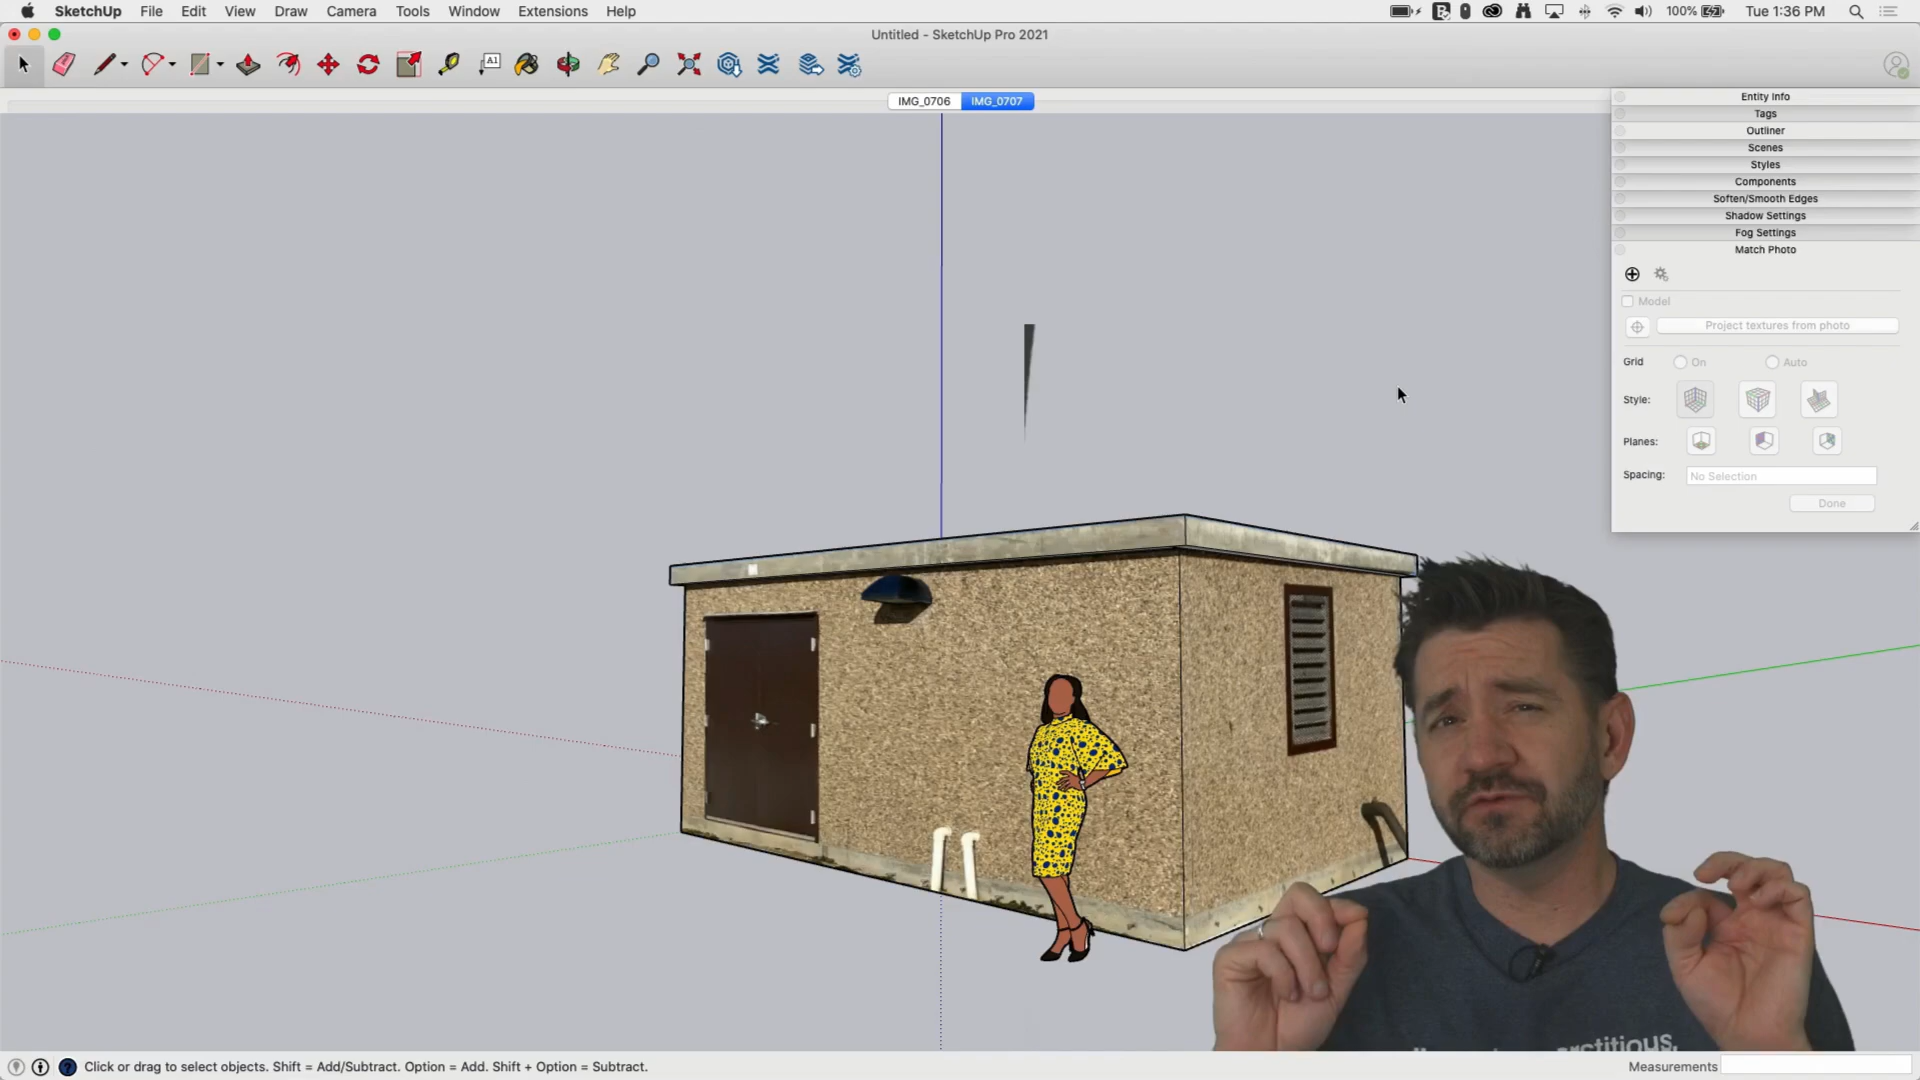 SketchUp File Edit View Draw Camera Tools Window Extensions Help 100% Tue 1:36 PM
Untitled - SketchUp Pro 2021
A1
IMG_0706 IMG_0707
Entity Info
Tags
Outliner
Scenes
Styles
Components
Soften/Smooth Edges
Shadow Settings
Fog Settings
Match Photo
Model
Project textures from photo
Grid On Auto
Style:
Planes:
Spacing: No Selection
Done
Click or drag to select objects. Shift = Add/Subtract. Option = Add. Shift + Option = Subtract.
Measurements